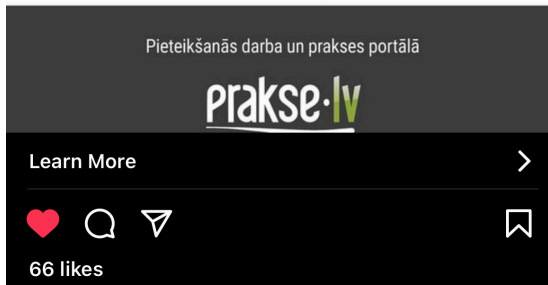 Pieteikšanās darba un prakses portālā
prakse.lv
Learn More
66 likes